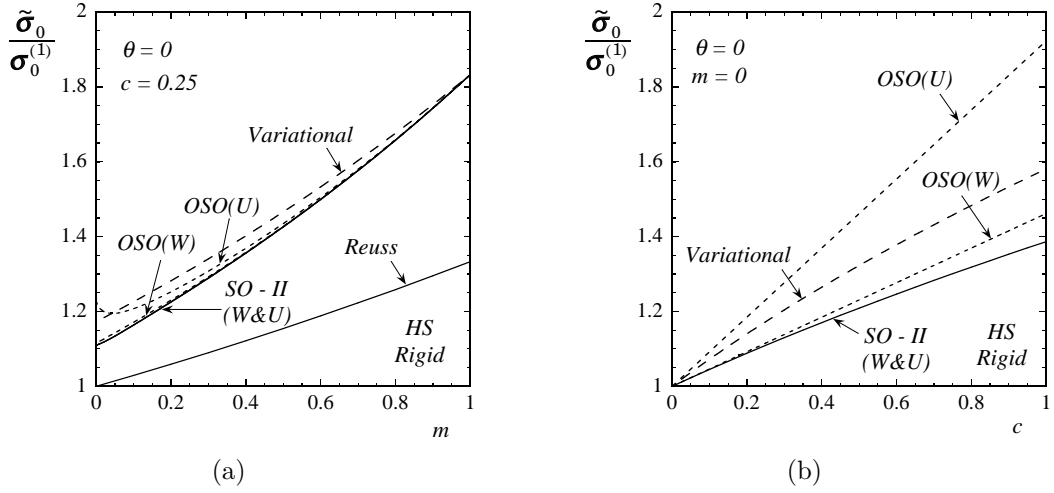 σ̃₀
σ₀⁽¹⁾
2
1.8
1.6
1.4
1.2
1
θ = 0
c = 0.25
Variational
OSO(U)
OSO(W)
Reuss
SO - II
(W&U)
HS
Rigid
0 0.2 0.4 0.6 0.8 1
m
(a)
σ̃₀
σ₀⁽¹⁾
2
1.8
1.6
1.4
1.2
1
θ = 0
m = 0
OSO(U)
OSO(W)
Variational
SO - II
(W&U)
HS
Rigid
0 0.2 0.4 0.6 0.8 1
c
(b)